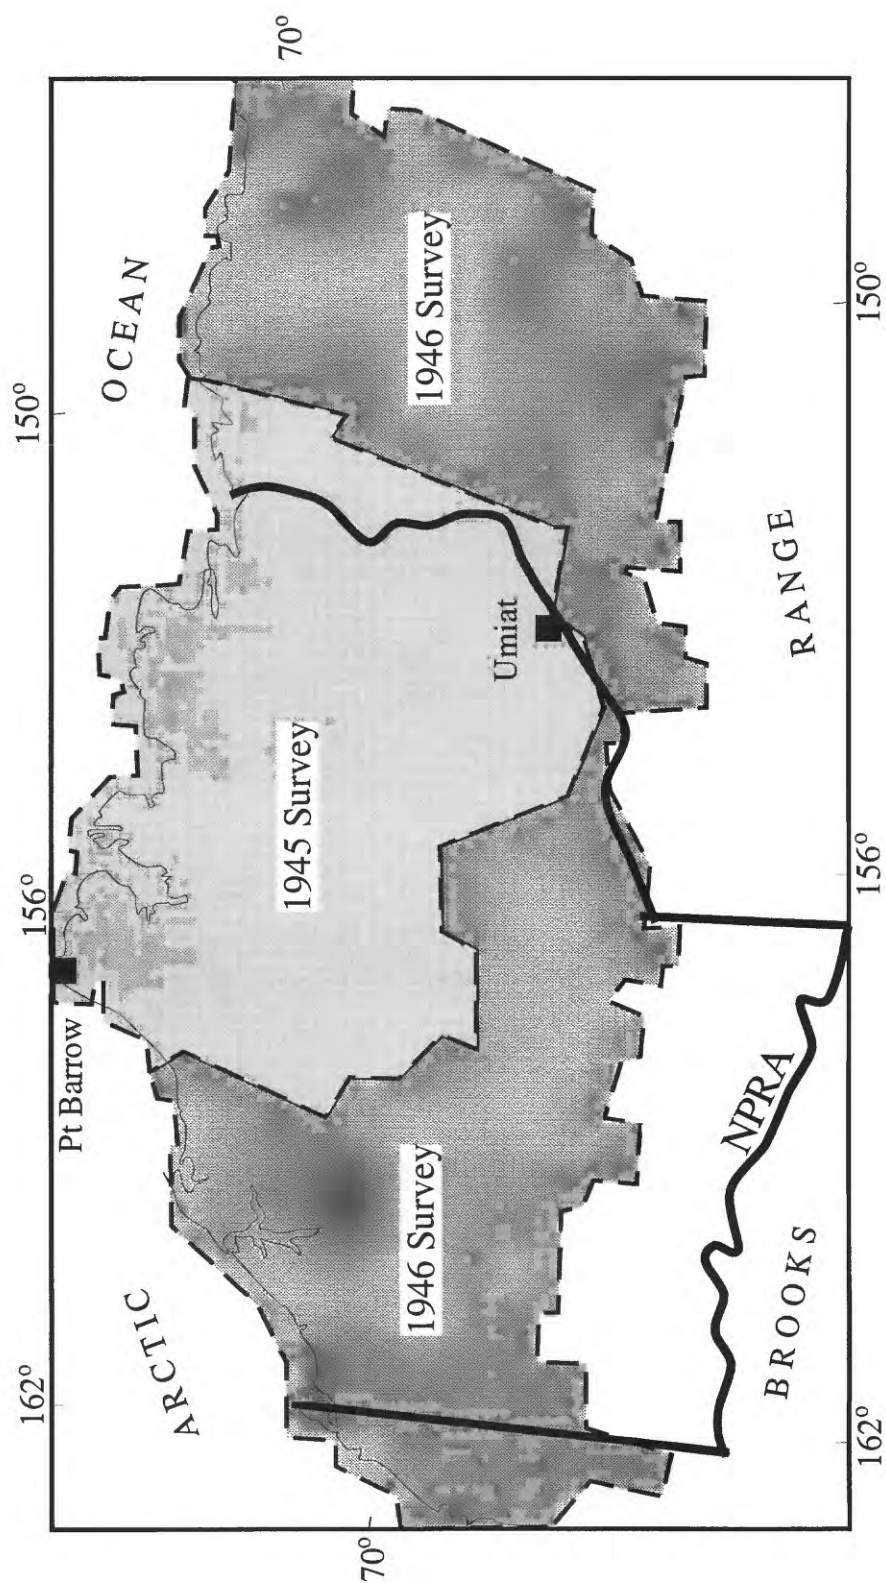 162°
156°
150°
ARCTIC
OCEAN
Pt Barrow
70°
70°
1945 Survey
1946 Survey
1946 Survey
Umiat
NPRA
BROOKS
RANGE
162°
156°
150°